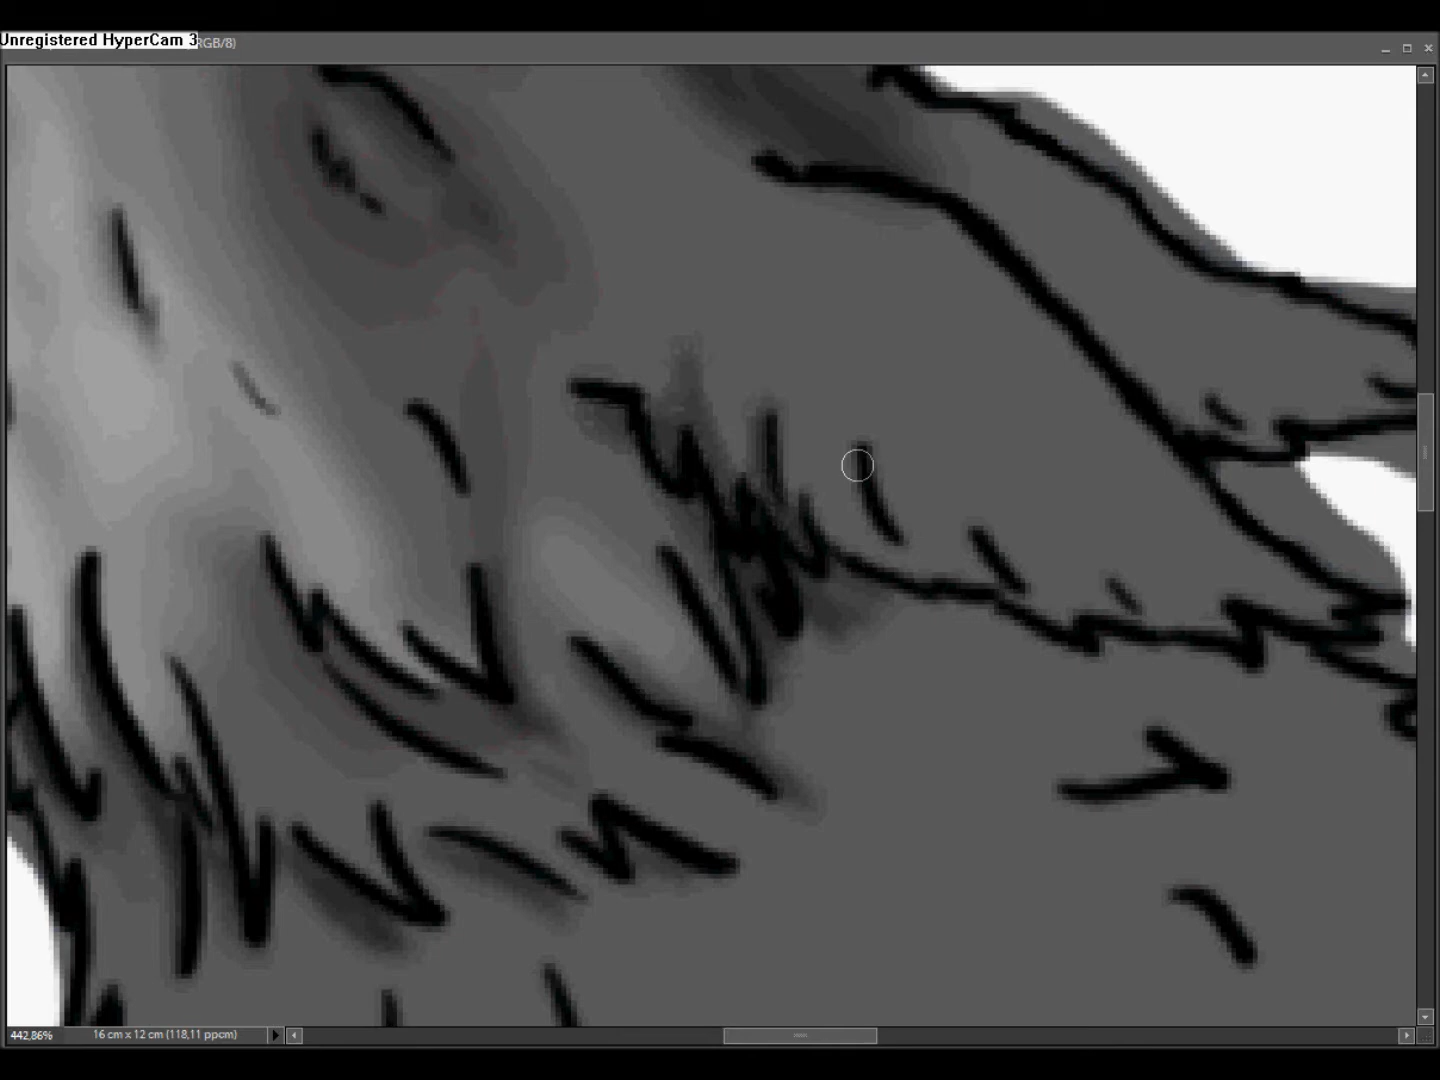 Unregistered HyperCam 3
RGB/8)
442,86%
16 cm x 12 cm (118,11 ppcm)